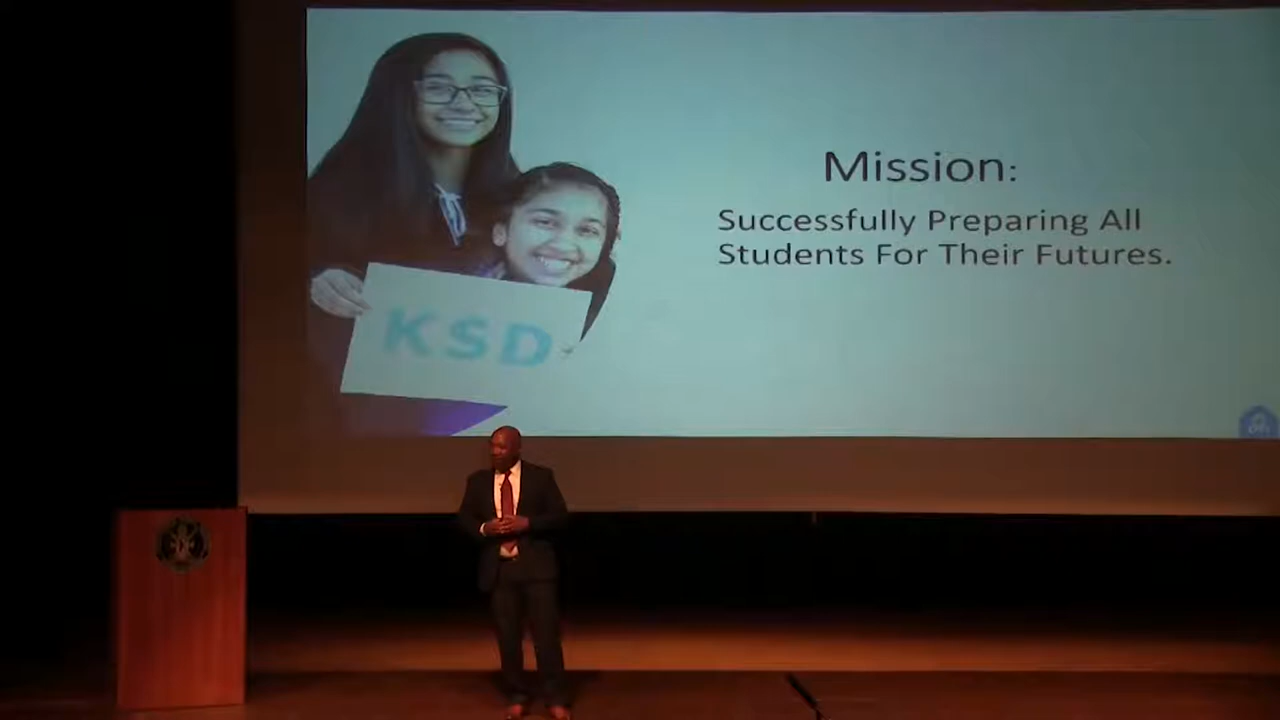 Mission:
Successfully Preparing All
Students For Their Futures.
KSD